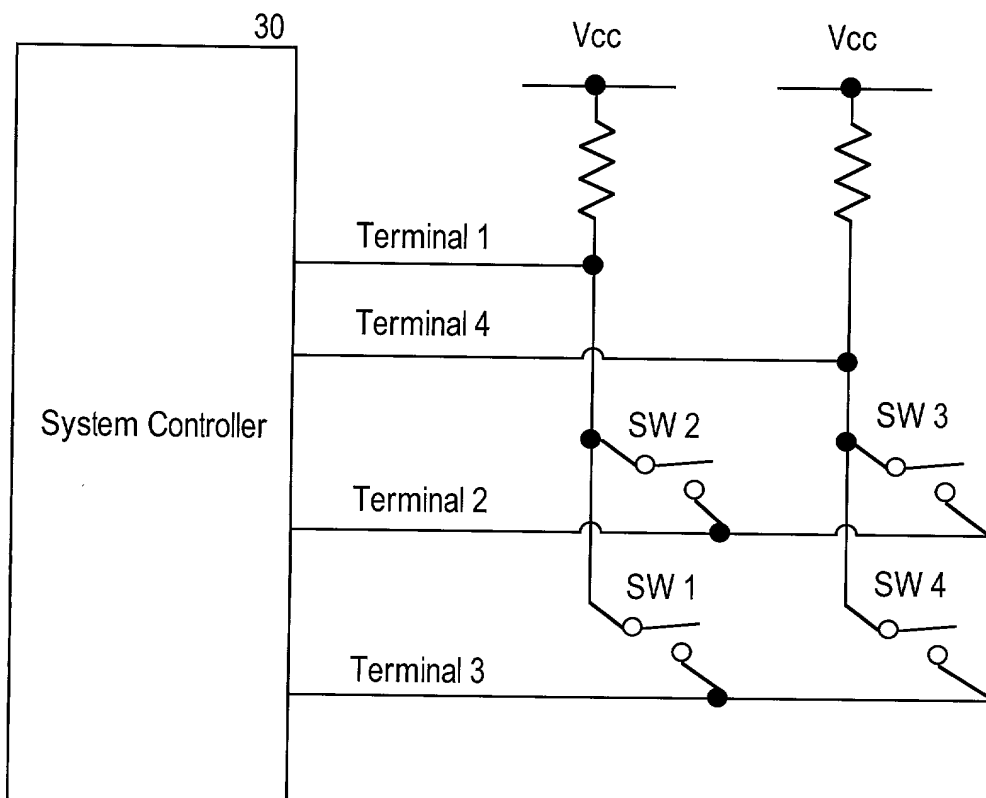 30
Vcc
Vcc
Terminal 1
Terminal 4
System Controller
SW 2
SW 3
Terminal 2
SW 1
SW 4
Terminal 3